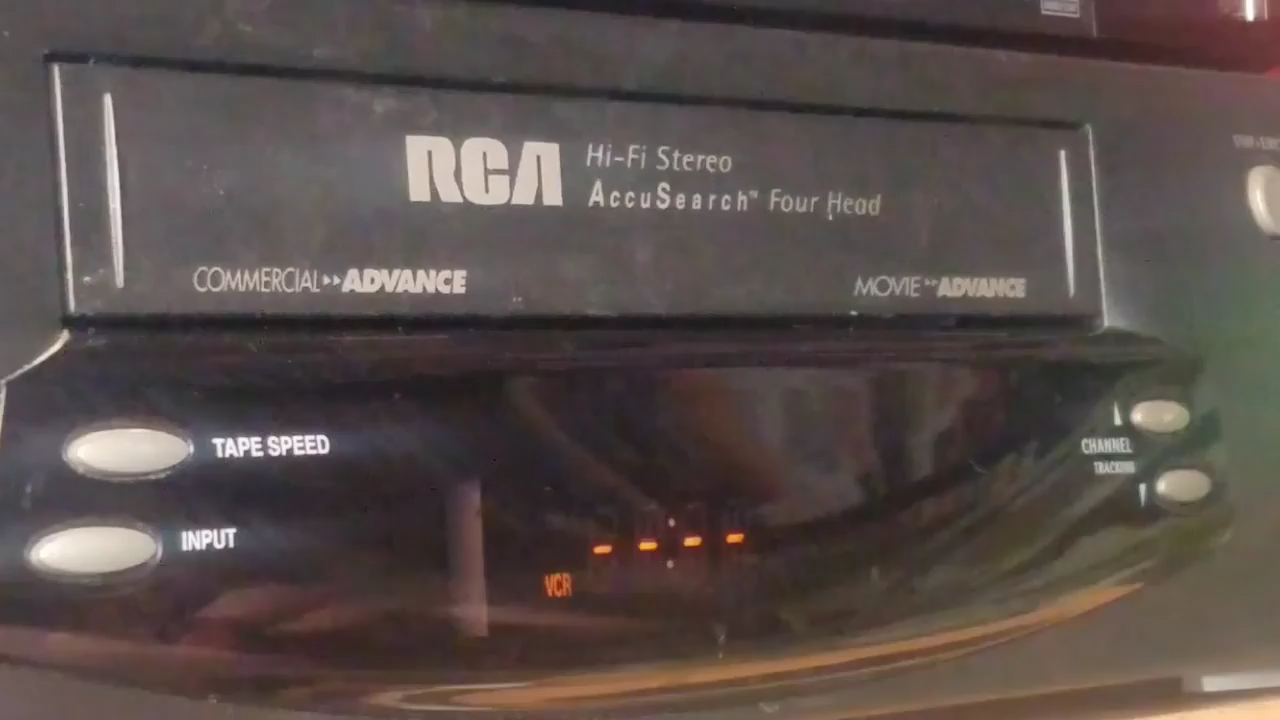 RCA Hi-Fi Stereo
AccuSearch™ Four Head
COMMERCIAL▸▸ADVANCE
MOVIE▸▸ADVANCE
TAPE SPEED
INPUT
CHANNEL
TRACKING
VCR